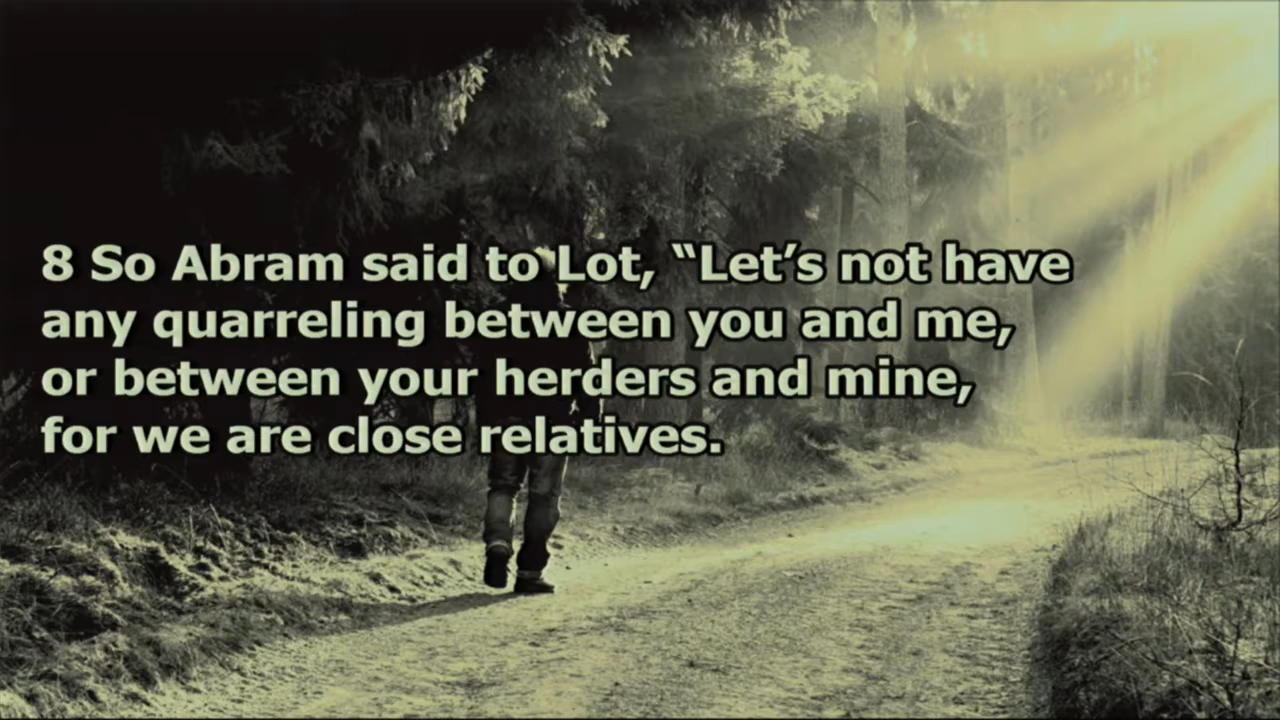 8 So Abram said to Lot, “Let’s not have
any quarreling between you and me,
or between your herders and mine,
for we are close relatives.